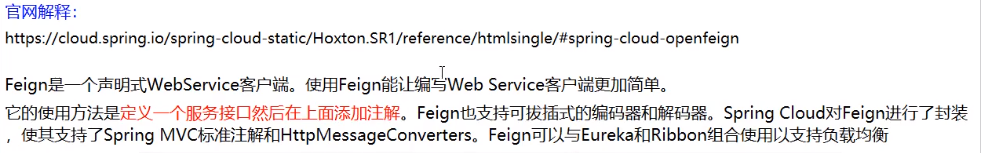 官网解释:
https://cloud.spring.io/spring-cloud-static/Hoxton.SR1/reference/htmlsingle/#spring-cloud-openfeign
Feign是一个声明式WebService客户端。使用Feign能让编写Web Service客户端更加简单。
它的使用方法是定义一个服务接口然后在上面添加注解。Feign也支持可拔插式的编码器和解码器。Spring Cloud对Feign进行了封装
，使其支持了Spring MVC标准注解和HttpMessageConverters。Feign可以与Eureka和Ribbon组合使用以支持负载均衡